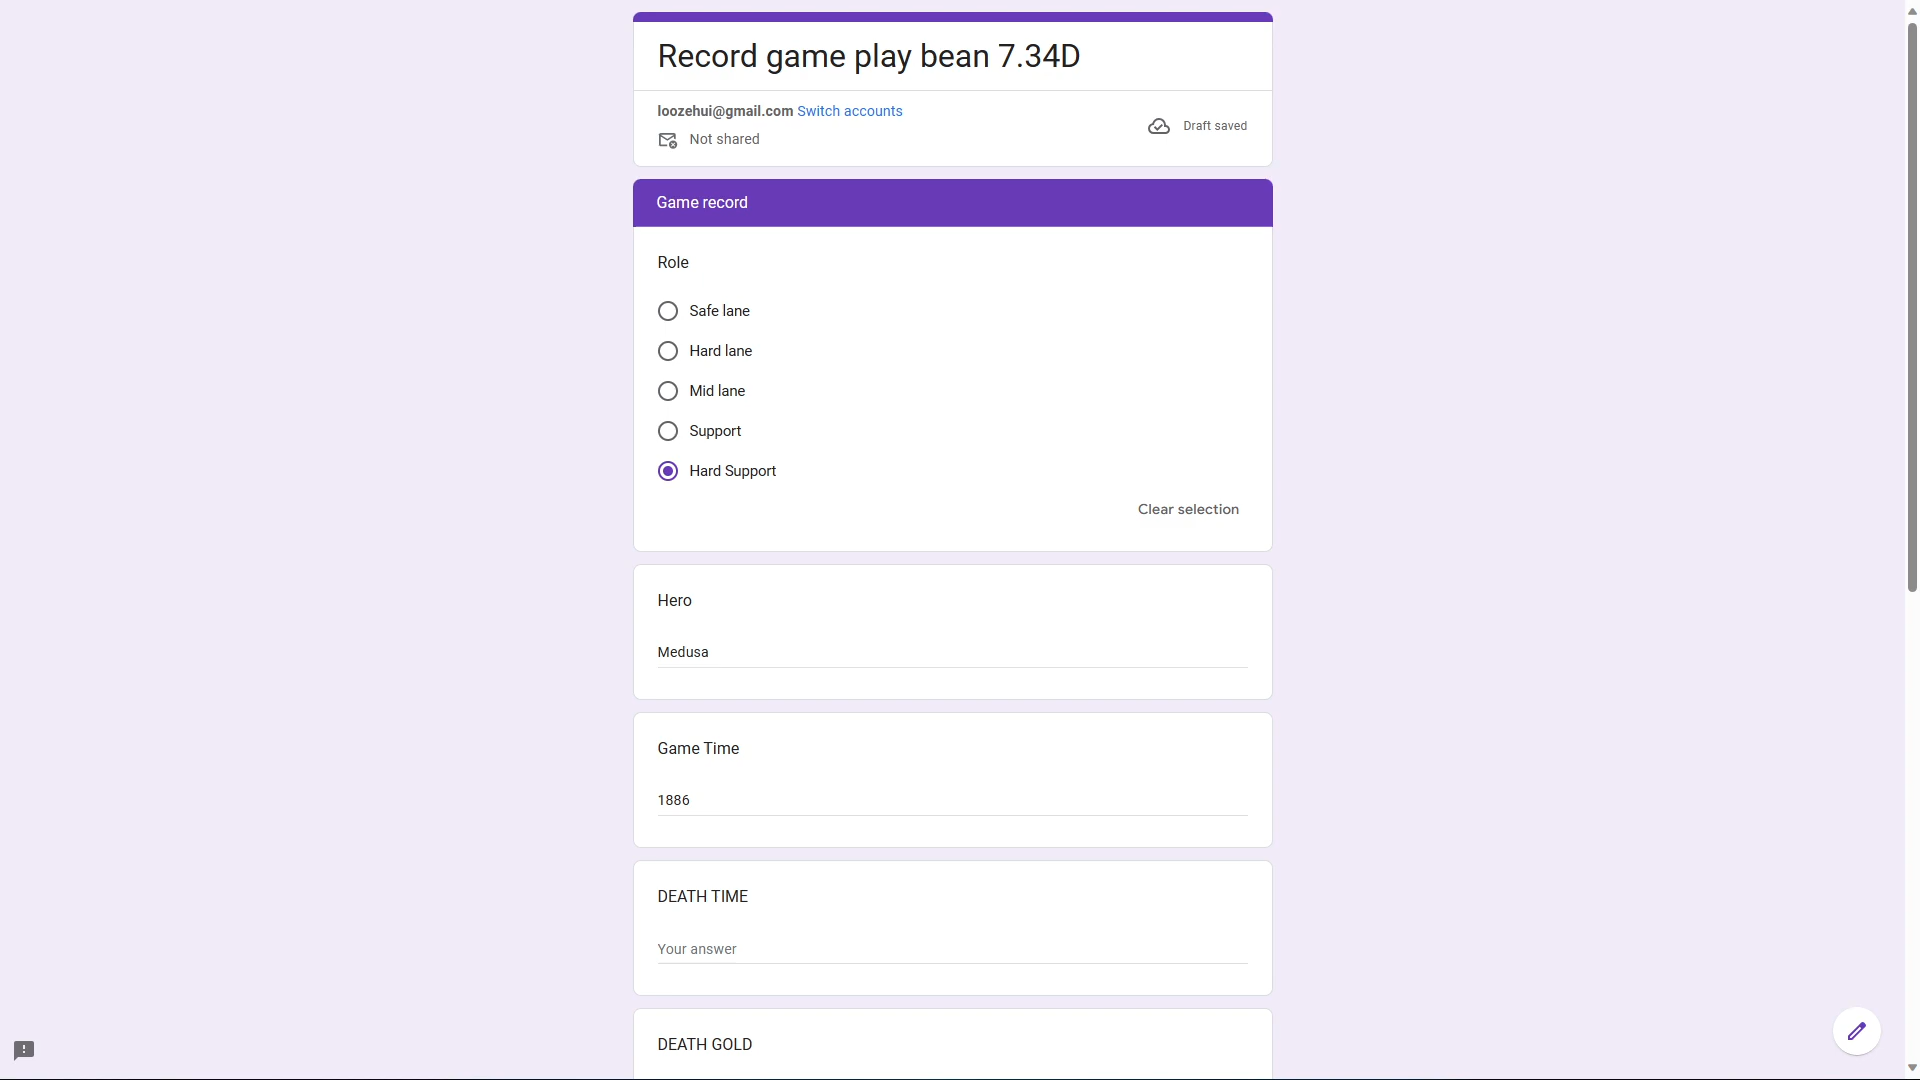 Record game play bean 7.34D
loozehui@gmail.com Switch accounts
Not shared
Draft saved
Game record
Role
Safe lane
Hard lane
Mid lane
Support
Hard Support
Clear selection
Hero
Medusa
Game Time
1886
DEATH TIME
Your answer
DEATH GOLD